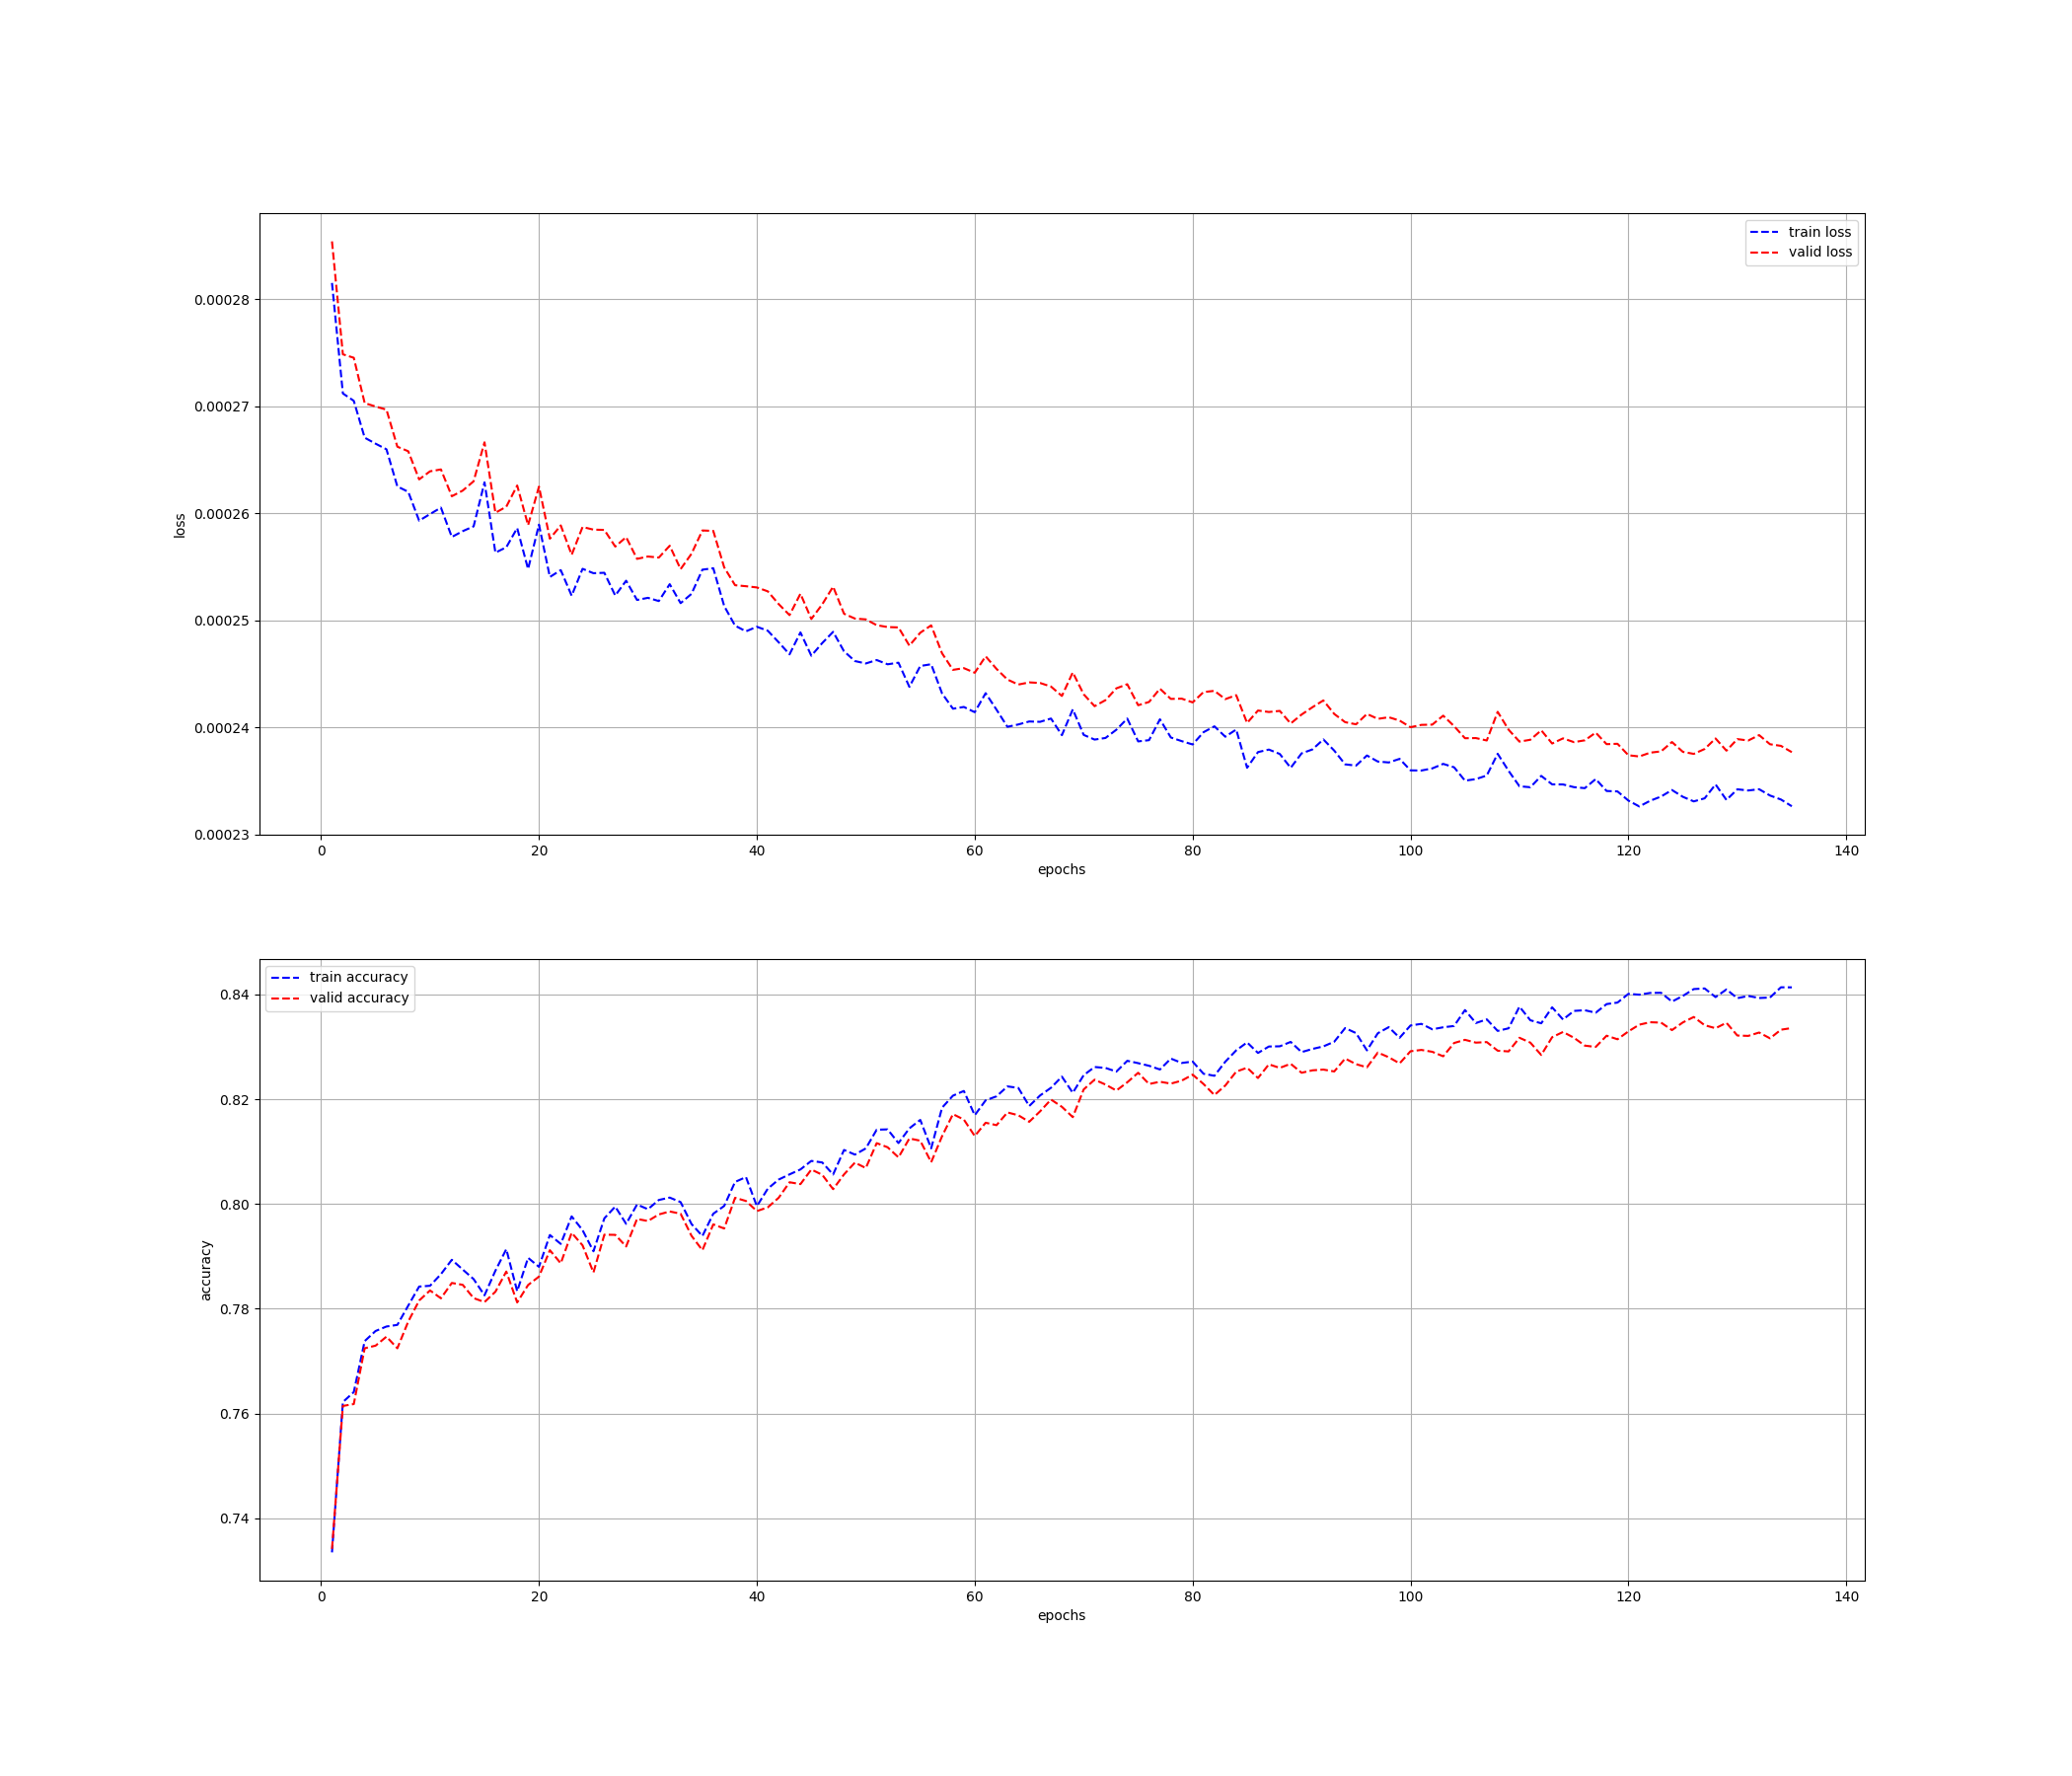 train loss
valid loss
0.00028
0.00027
0.00026
0.00025
0.00024
0.00023
loss
0 20 40 60 80 100 120 140
epochs
train accuracy
valid accuracy
0.84
0.82
0.80
0.78
0.76
0.74
accuracy
0 20 40 60 80 100 120 140
epochs